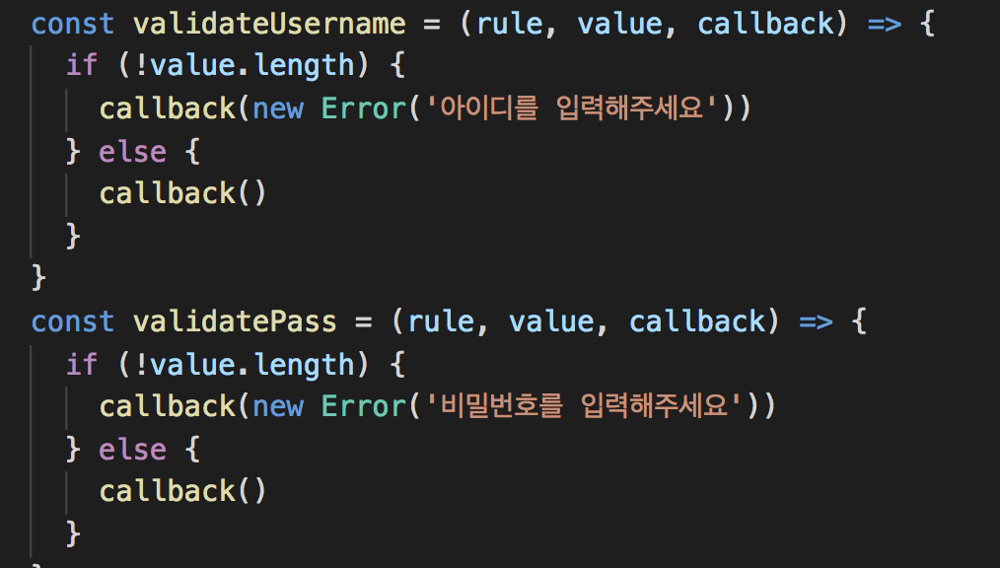 const validateUsername = (rule, value, callback) => {
  if (!value.length) {
    callback(new Error('아이디를 입력해주세요'))
  } else {
    callback()
  }
}
const validatePass = (rule, value, callback) => {
  if (!value.length) {
    callback(new Error('비밀번호를 입력해주세요'))
  } else {
    callback()
  }
}